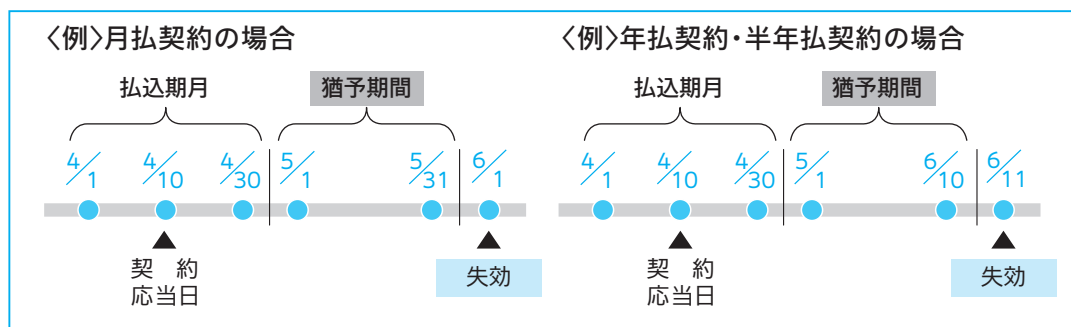 〈例〉月払契約の場合
払込期月
猶予期間
4/1
4/10
4/30
5/1
5/31
6/1
契　約
応当日
失効
〈例〉年払契約・半年払契約の場合
払込期月
猶予期間
4/1
4/10
4/30
5/1
6/10
6/11
契　約
応当日
失効